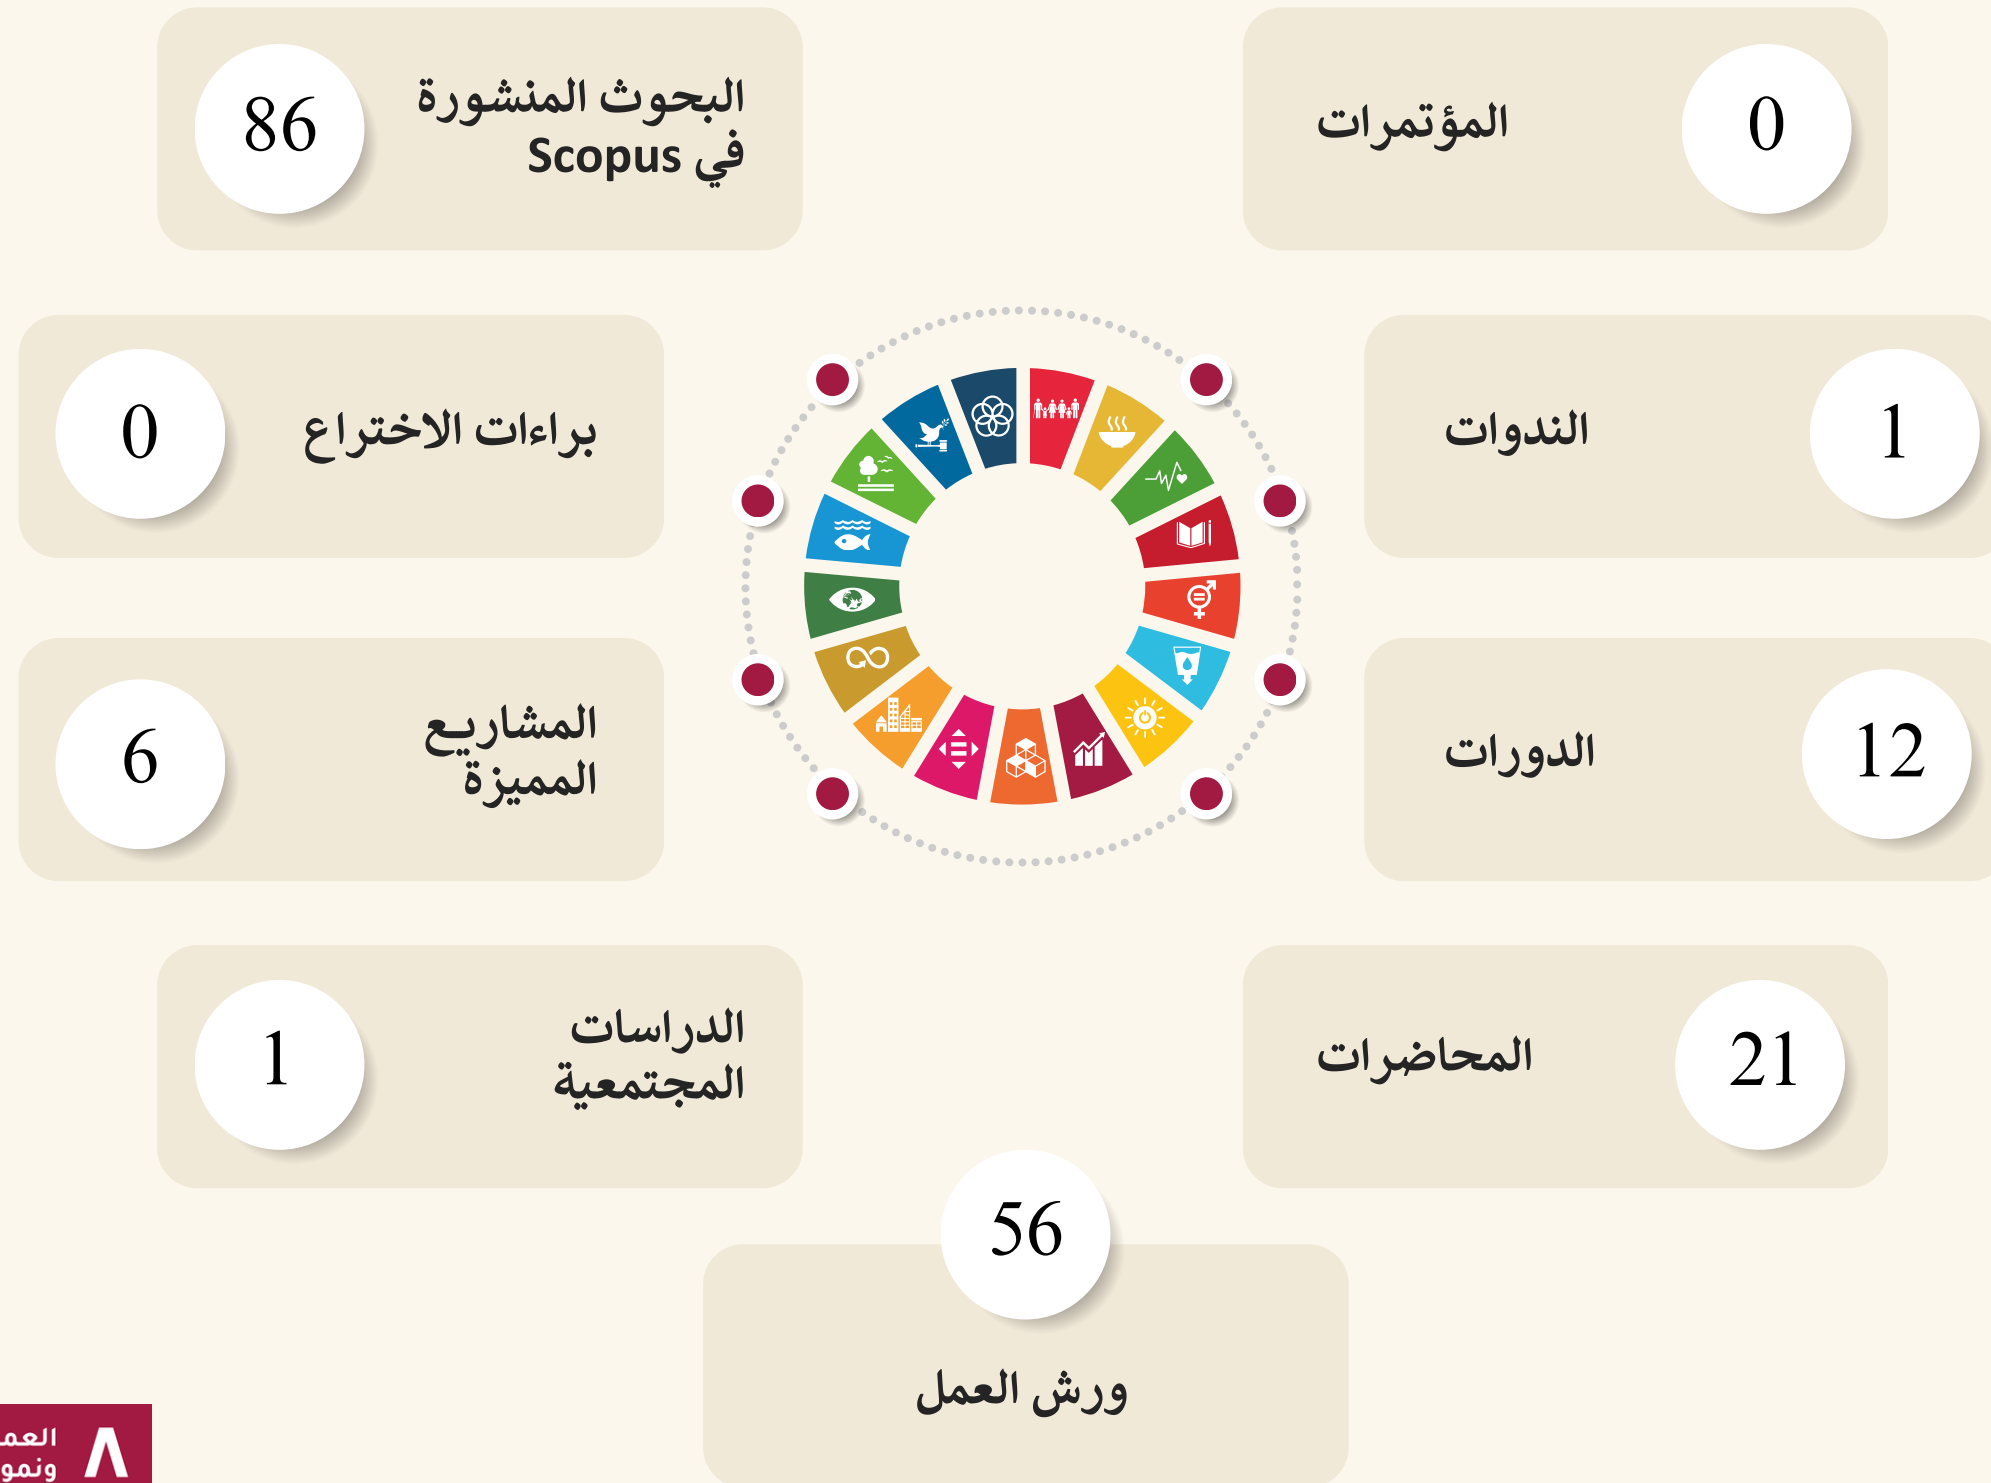 0
المؤتمرات
البحوث المنشورة
في Scopus
86
1
الندوات
براءات الاختراع
0
12
الدورات
المشاريع
المميزة
6
21
المحاضرات
الدراسات
المجتمعية
1
56
ورش العمل
٨